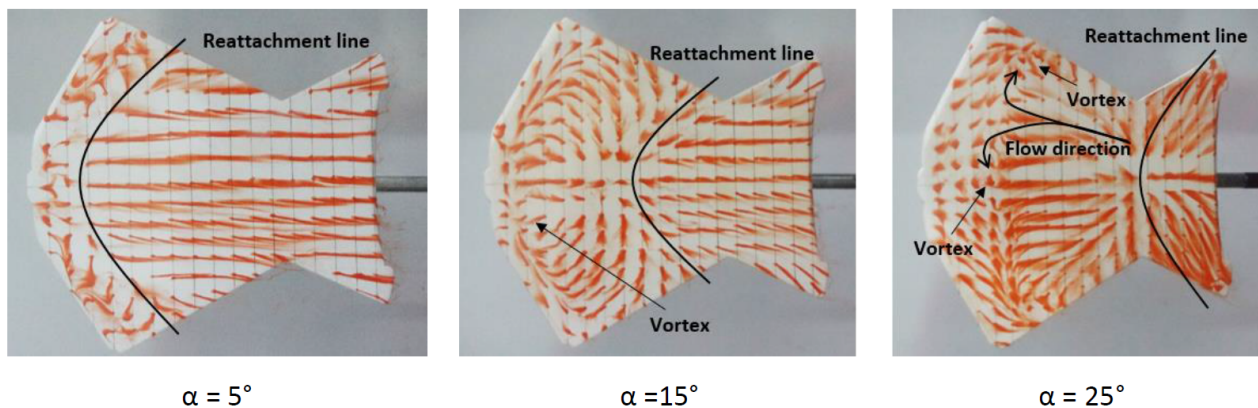 Reattachment line
Reattachment line
Vortex
Reattachment line
Vortex
Flow direction
Vortex
α = 5°
α =15°
α = 25°